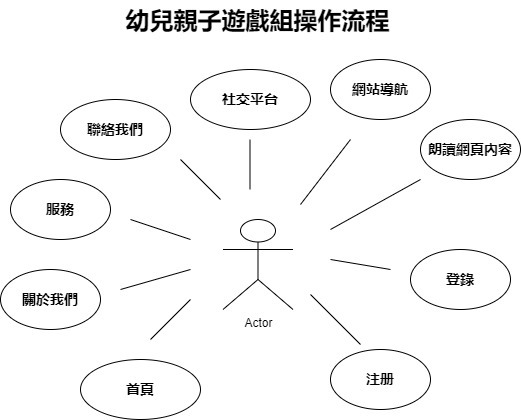 幼兒親子遊戲組操作流程
社交平台
網站導航
聯絡我們
朗讀網頁内容
服務
登錄
關於我們
Actor
注册
首頁